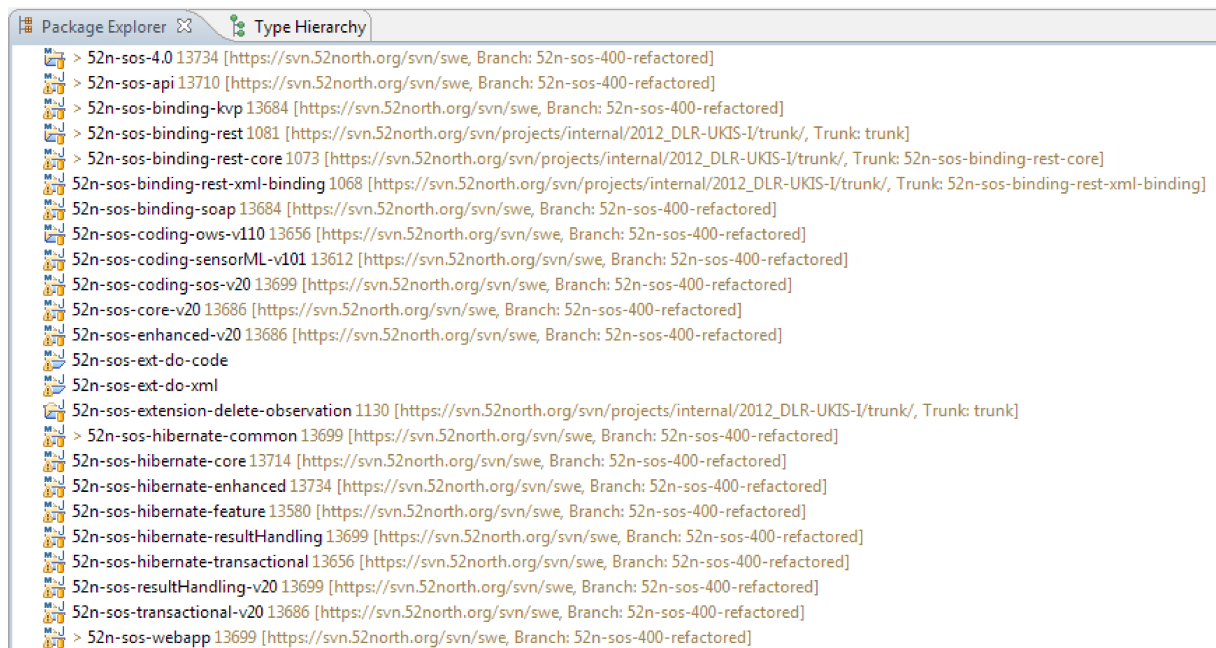 Package Explorer Type Hierarchy
> 52n-sos-4.0 13734 [https://svn.52north.org/svn/swe, Branch: 52n-sos-400-refactored]
> 52n-sos-api 13710 [https://svn.52north.org/svn/swe, Branch: 52n-sos-400-refactored]
> 52n-sos-binding-kvp 13684 [https://svn.52north.org/svn/swe, Branch: 52n-sos-400-refactored]
> 52n-sos-binding-rest 1081 [https://svn.52north.org/svn/projects/internal/2012_DLR-UKIS-I/trunk/, Trunk: trunk]
> 52n-sos-binding-rest-core 1073 [https://svn.52north.org/svn/projects/internal/2012_DLR-UKIS-I/trunk/, Trunk: 52n-sos-binding-rest-core]
52n-sos-binding-rest-xml-binding 1068 [https://svn.52north.org/svn/projects/internal/2012_DLR-UKIS-I/trunk/, Trunk: 52n-sos-binding-rest-xml-binding]
52n-sos-binding-soap 13684 [https://svn.52north.org/svn/swe, Branch: 52n-sos-400-refactored]
52n-sos-coding-ows-v110 13656 [https://svn.52north.org/svn/swe, Branch: 52n-sos-400-refactored]
52n-sos-coding-sensorML-v101 13612 [https://svn.52north.org/svn/swe, Branch: 52n-sos-400-refactored]
52n-sos-coding-sos-v20 13699 [https://svn.52north.org/svn/swe, Branch: 52n-sos-400-refactored]
52n-sos-core-v20 13686 [https://svn.52north.org/svn/swe, Branch: 52n-sos-400-refactored]
52n-sos-enhanced-v20 13686 [https://svn.52north.org/svn/swe, Branch: 52n-sos-400-refactored]
52n-sos-ext-do-code
52n-sos-ext-do-xml
52n-sos-extension-delete-observation 1130 [https://svn.52north.org/svn/projects/internal/2012_DLR-UKIS-I/trunk/, Trunk: trunk]
> 52n-sos-hibernate-common 13699 [https://svn.52north.org/svn/swe, Branch: 52n-sos-400-refactored]
52n-sos-hibernate-core 13714 [https://svn.52north.org/svn/swe, Branch: 52n-sos-400-refactored]
52n-sos-hibernate-enhanced 13734 [https://svn.52north.org/svn/swe, Branch: 52n-sos-400-refactored]
52n-sos-hibernate-feature 13580 [https://svn.52north.org/svn/swe, Branch: 52n-sos-400-refactored]
52n-sos-hibernate-resultHandling 13699 [https://svn.52north.org/svn/swe, Branch: 52n-sos-400-refactored]
52n-sos-hibernate-transactional 13656 [https://svn.52north.org/svn/swe, Branch: 52n-sos-400-refactored]
52n-sos-resultHandling-v20 13699 [https://svn.52north.org/svn/swe, Branch: 52n-sos-400-refactored]
52n-sos-transactional-v20 13686 [https://svn.52north.org/svn/swe, Branch: 52n-sos-400-refactored]
> 52n-sos-webapp 13699 [https://svn.52north.org/svn/swe, Branch: 52n-sos-400-refactored]